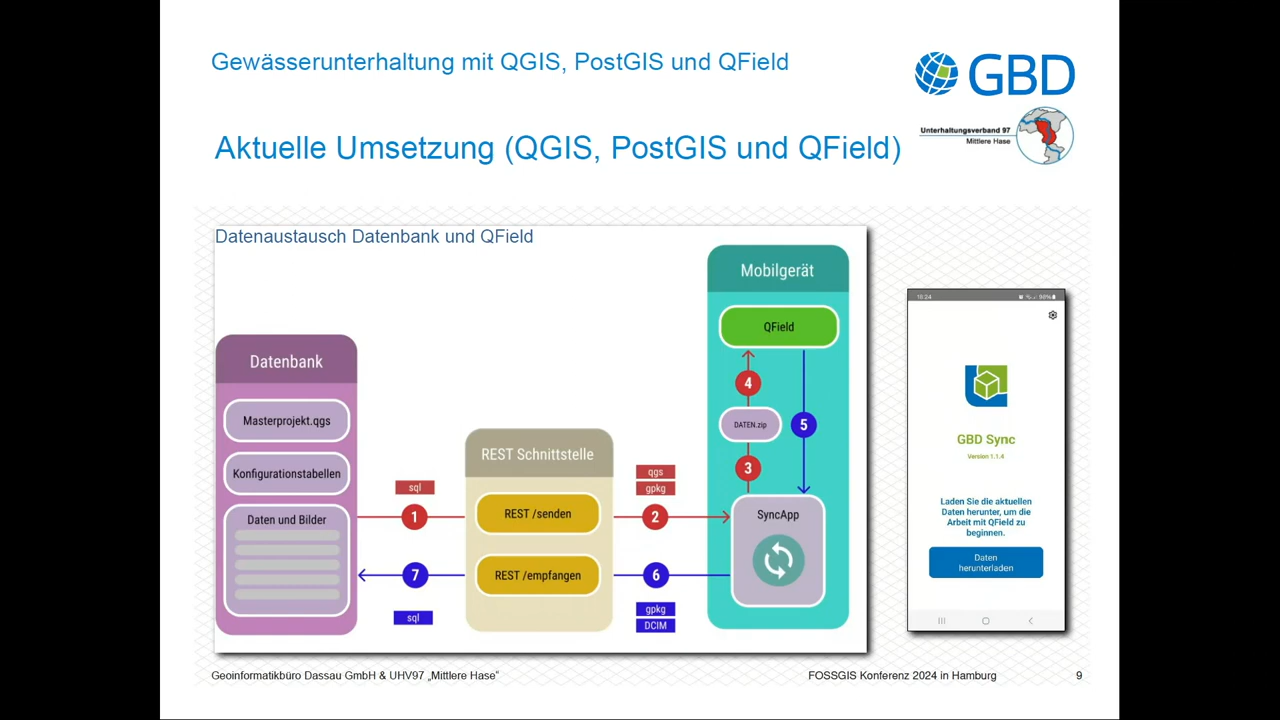 Gewässerunterhaltung mit QGIS, PostGIS und QField
GBD
Unterhaltungsverband 97
Mittlere Hase
Aktuelle Umsetzung (QGIS, PostGIS und QField)
Datenaustausch Datenbank und QField
Datenbank
Masterprojekt.qgs
Konfigurationstabellen
Daten und Bilder
sql
1
7
sql
REST Schnittstelle
REST /senden
REST /empfangen
qgs
gpkg
2
6
gpkg
DCIM
Mobilgerät
QField
4
DATEN.zip
5
3
SyncApp
GBD Sync
Version 1.1.4
Laden Sie die aktuellen
Daten herunter, um die
Arbeit mit QField zu
beginnen.
Daten
herunterladen
Geoinformatikbüro Dassau GmbH & UHV97 „Mittlere Hase“
FOSSGIS Konferenz 2024 in Hamburg
9